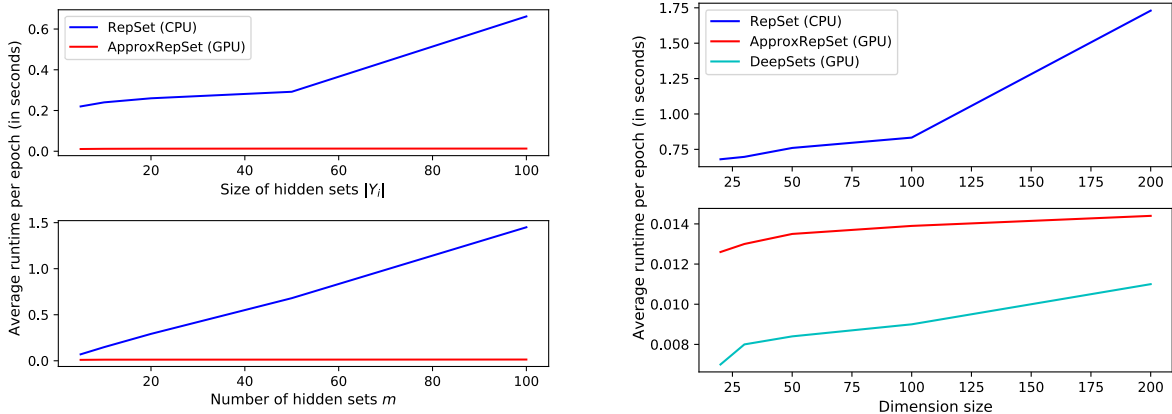 Average runtime per epoch (in seconds)
0.6
0.4
0.2
0.0
RepSet (CPU)
ApproxRepSet (GPU)
20 40 60 80 100
Size of hidden sets |Y_i|
1.5
1.0
0.5
0.0
20 40 60 80 100
Number of hidden sets m
Average runtime per epoch (in seconds)
1.75
1.50
1.25
1.00
0.75
RepSet (CPU)
ApproxRepSet (GPU)
DeepSets (GPU)
25 50 75 100 125 150 175 200
0.014
0.012
0.010
0.008
25 50 75 100 125 150 175 200
Dimension size